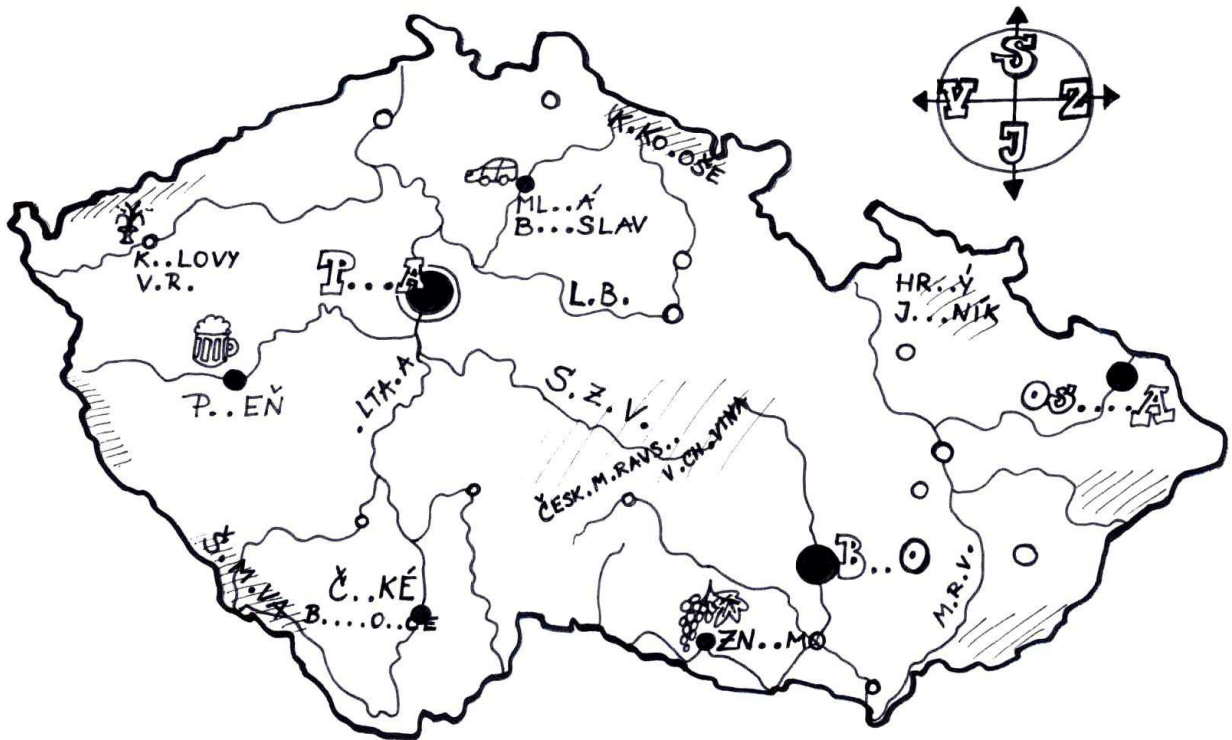 S
V Z
J
K.KO.OŠE
ML..Á
B...SLAV
K..LOVY
V.R.
P...A
L.B.
HR..Ý
J...NÍK
P..EŇ
.LTA.A
S.Z.V.
OS....A
ČESK.M.RAVS..
V.CH.VINA
B..O
M.R.V.
Š.M.VA
Č..KÉ
B....O..CE
ZN..MO